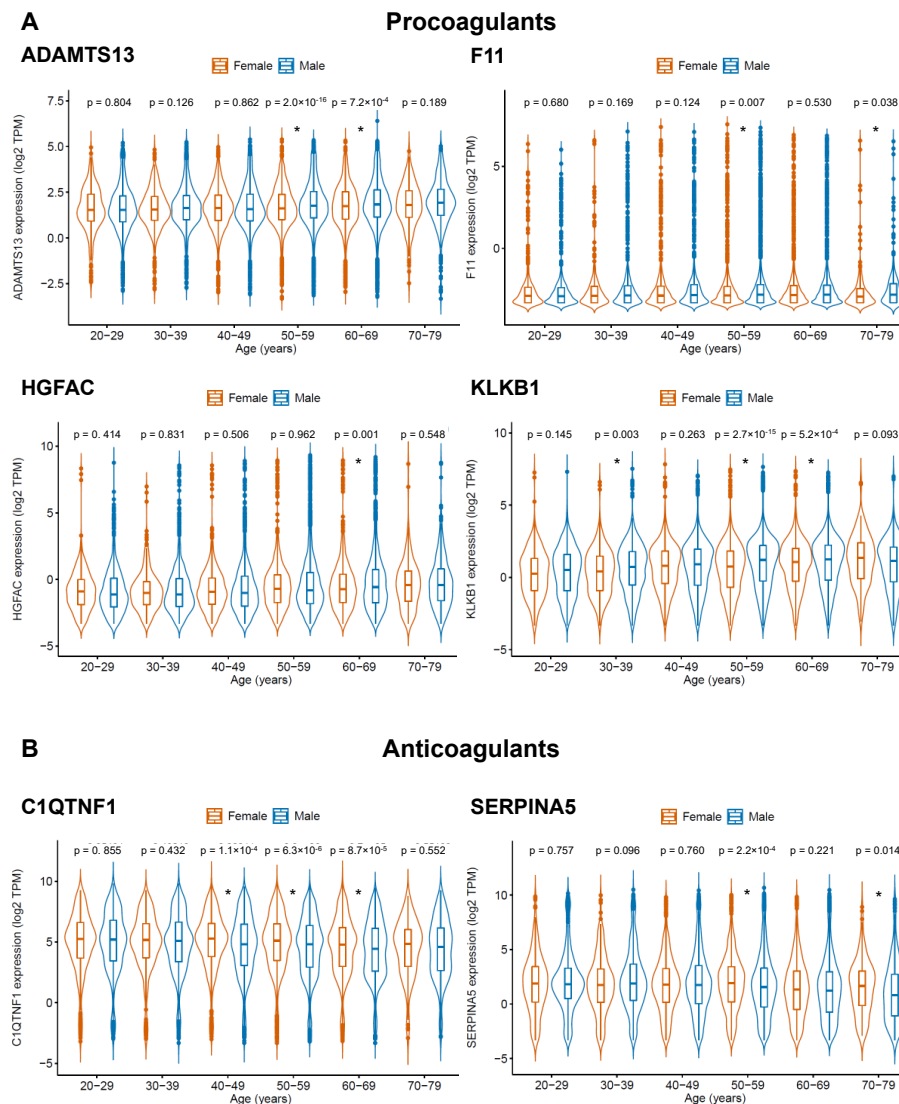 A Procoagulants
ADAMTS13
Female Male
p = 0.804 p = 0.126 p = 0.862 p = 2.0×10⁻¹⁶ p = 7.2×10⁻⁴ p = 0.189
* *
ADAMTS13 expression (log2 TPM)
7.5
5.0
2.5
0.0
−2.5
20−29 30−39 40−49 50−59 60−69 70−79
Age (years)
F11
Female Male
p = 0.680 p = 0.169 p = 0.124 p = 0.007 p = 0.530 p = 0.038
* *
F11 expression (log2 TPM)
5
0
20−29 30−39 40−49 50−59 60−69 70−79
Age (years)
HGFAC
Female Male
p = 0. 414 p = 0.831 p = 0.506 p = 0.962 p = 0.001 p = 0.548
*
HGFAC expression (log2 TPM)
10
5
0
−5
20−29 30−39 40−49 50−59 60−69 70−79
Age (years)
KLKB1
Female Male
p = 0.145 p = 0.003 p = 0.263 p = 2.7×10⁻¹⁵ p = 5.2×10⁻⁴ p = 0.093
* * *
KLKB1 expression (log2 TPM)
10
5
0
−5
20−29 30−39 40−49 50−59 60−69 70−79
Age (years)
B Anticoagulants
C1QTNF1
Female Male
p = 0. 855 p = 0.432 p = 1.1×10⁻⁴ p = 6.3×10⁻⁶ p = 8.7×10⁻⁵ p = 0.552
* * *
C1QTNF1 expression (log2 TPM)
10
5
0
−5
20−29 30−39 40−49 50−59 60−69 70−79
Age (years)
SERPINA5
Female Male
p = 0.757 p = 0.096 p = 0.760 p = 2.2×10⁻⁴ p = 0.221 p = 0.014
* *
SERPINA5 expression (log2 TPM)
10
5
0
−5
20−29 30−39 40−49 50−59 60−69 70−79
Age (years)